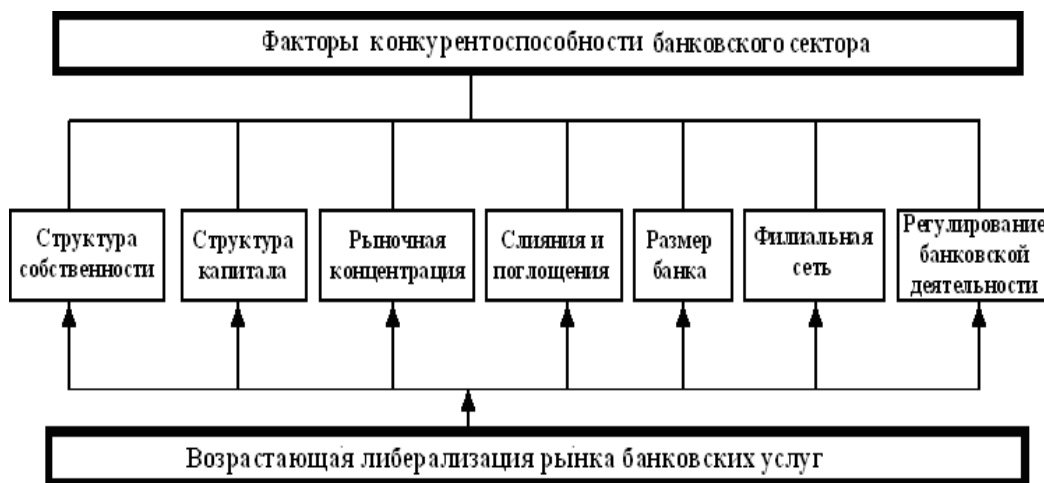 Факторы конкурентоспособности банковского сектора
Структура
собственности
Структура
капитала
Рыночная
концентрация
Слияния и
поглощения
Размер
банка
Филиальная
сеть
Регулирование
банковской
деятельности
Возрастающая либерализация рынка банковских услуг